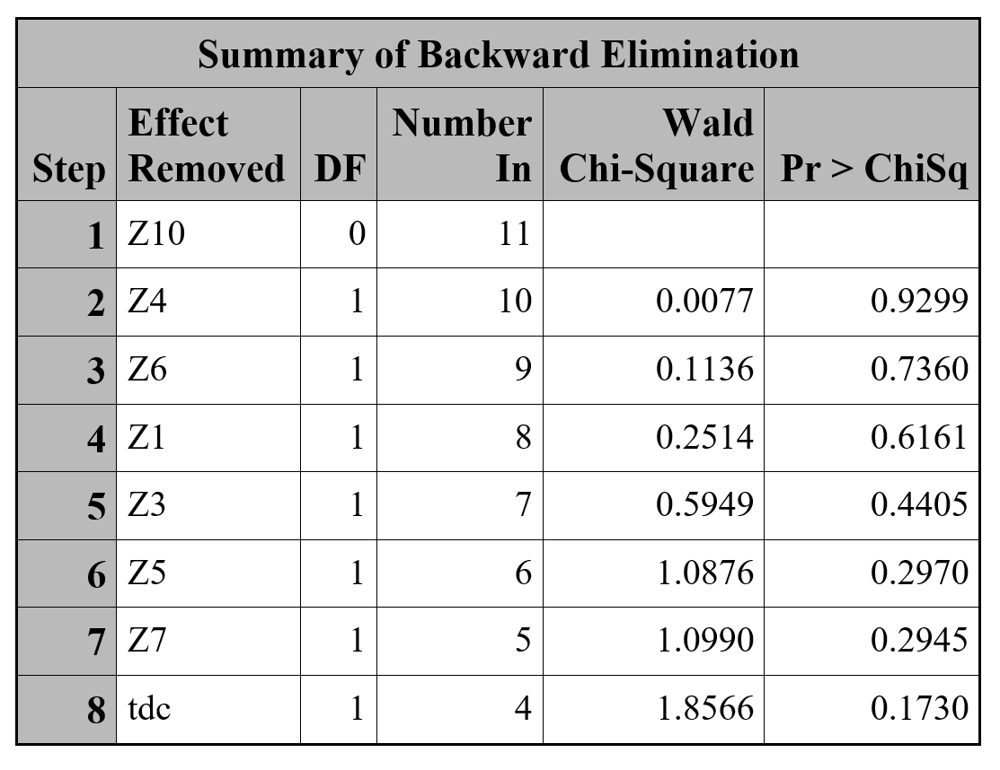 Summary of Backward Elimination
Step Effect Removed DF Number In Wald Chi-Square Pr > ChiSq
1 Z10 0 11
2 Z4 1 10 0.0077 0.9299
3 Z6 1 9 0.1136 0.7360
4 Z1 1 8 0.2514 0.6161
5 Z3 1 7 0.5949 0.4405
6 Z5 1 6 1.0876 0.2970
7 Z7 1 5 1.0990 0.2945
8 tdc 1 4 1.8566 0.1730